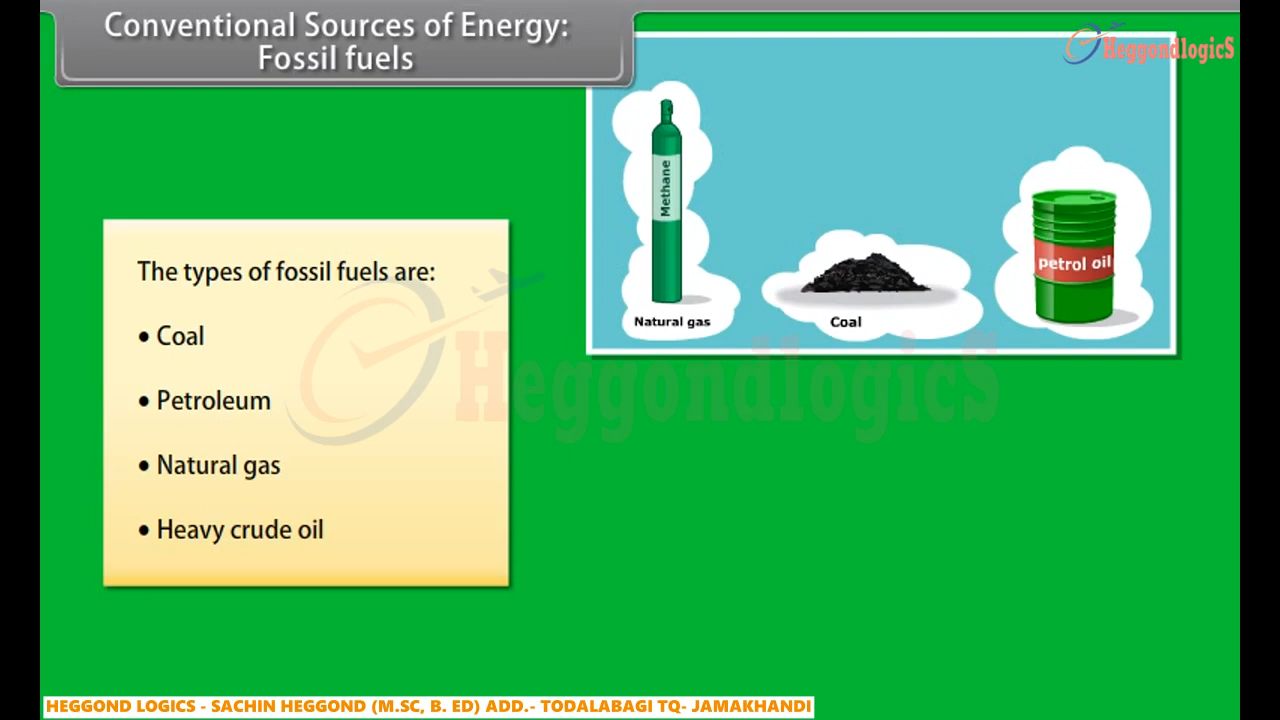 Conventional Sources of Energy:
Fossil fuels
HeggondlogicS
Methane
petrol oil
Natural gas
Coal
The types of fossil fuels are:
• Coal
• Petroleum
• Natural gas
• Heavy crude oil
HeggondlogicS
HEGGOND LOGICS - SACHIN HEGGOND (M.SC, B. ED) ADD.- TODALABAGI TQ- JAMAKHANDI